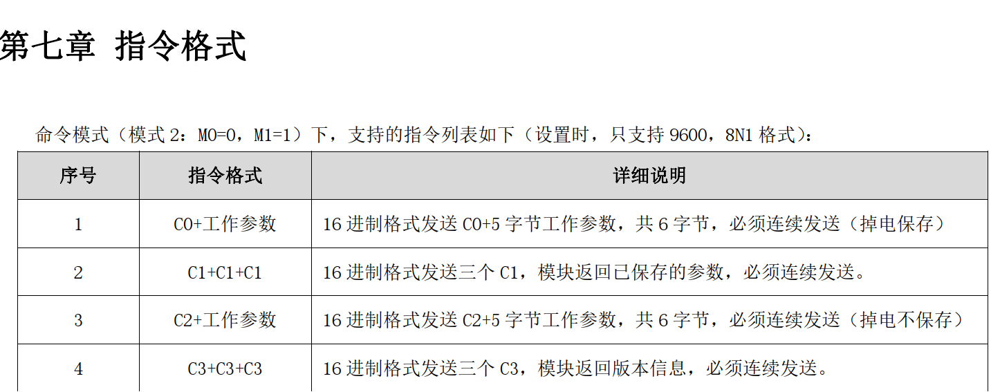 第七章 指令格式
命令模式（模式 2：M0=0，M1=1）下，支持的指令列表如下（设置时，只支持 9600，8N1 格式）：
序号 指令格式 详细说明
1 C0+工作参数 16 进制格式发送 C0+5 字节工作参数，共 6 字节，必须连续发送（掉电保存）
2 C1+C1+C1 16 进制格式发送三个 C1，模块返回已保存的参数，必须连续发送。
3 C2+工作参数 16 进制格式发送 C2+5 字节工作参数，共 6 字节，必须连续发送（掉电不保存）
4 C3+C3+C3 16 进制格式发送三个 C3，模块返回版本信息，必须连续发送。